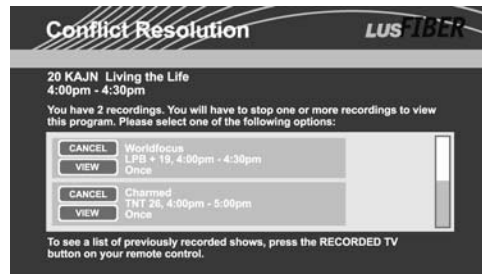 Conflict Resolution
LUSFIBER
20 KAJN Living the Life
4:00pm - 4:30pm
You have 2 recordings. You will have to stop one or more recordings to view
this program. Please select one of the following options:
CANCEL
VIEW
Worldfocus
LPB + 19, 4:00pm - 4:30pm
Once
CANCEL
VIEW
Charmed
TNT 26, 4:00pm - 5:00pm
Once
To see a list of previously recorded shows, press the RECORDED TV
button on your remote control.